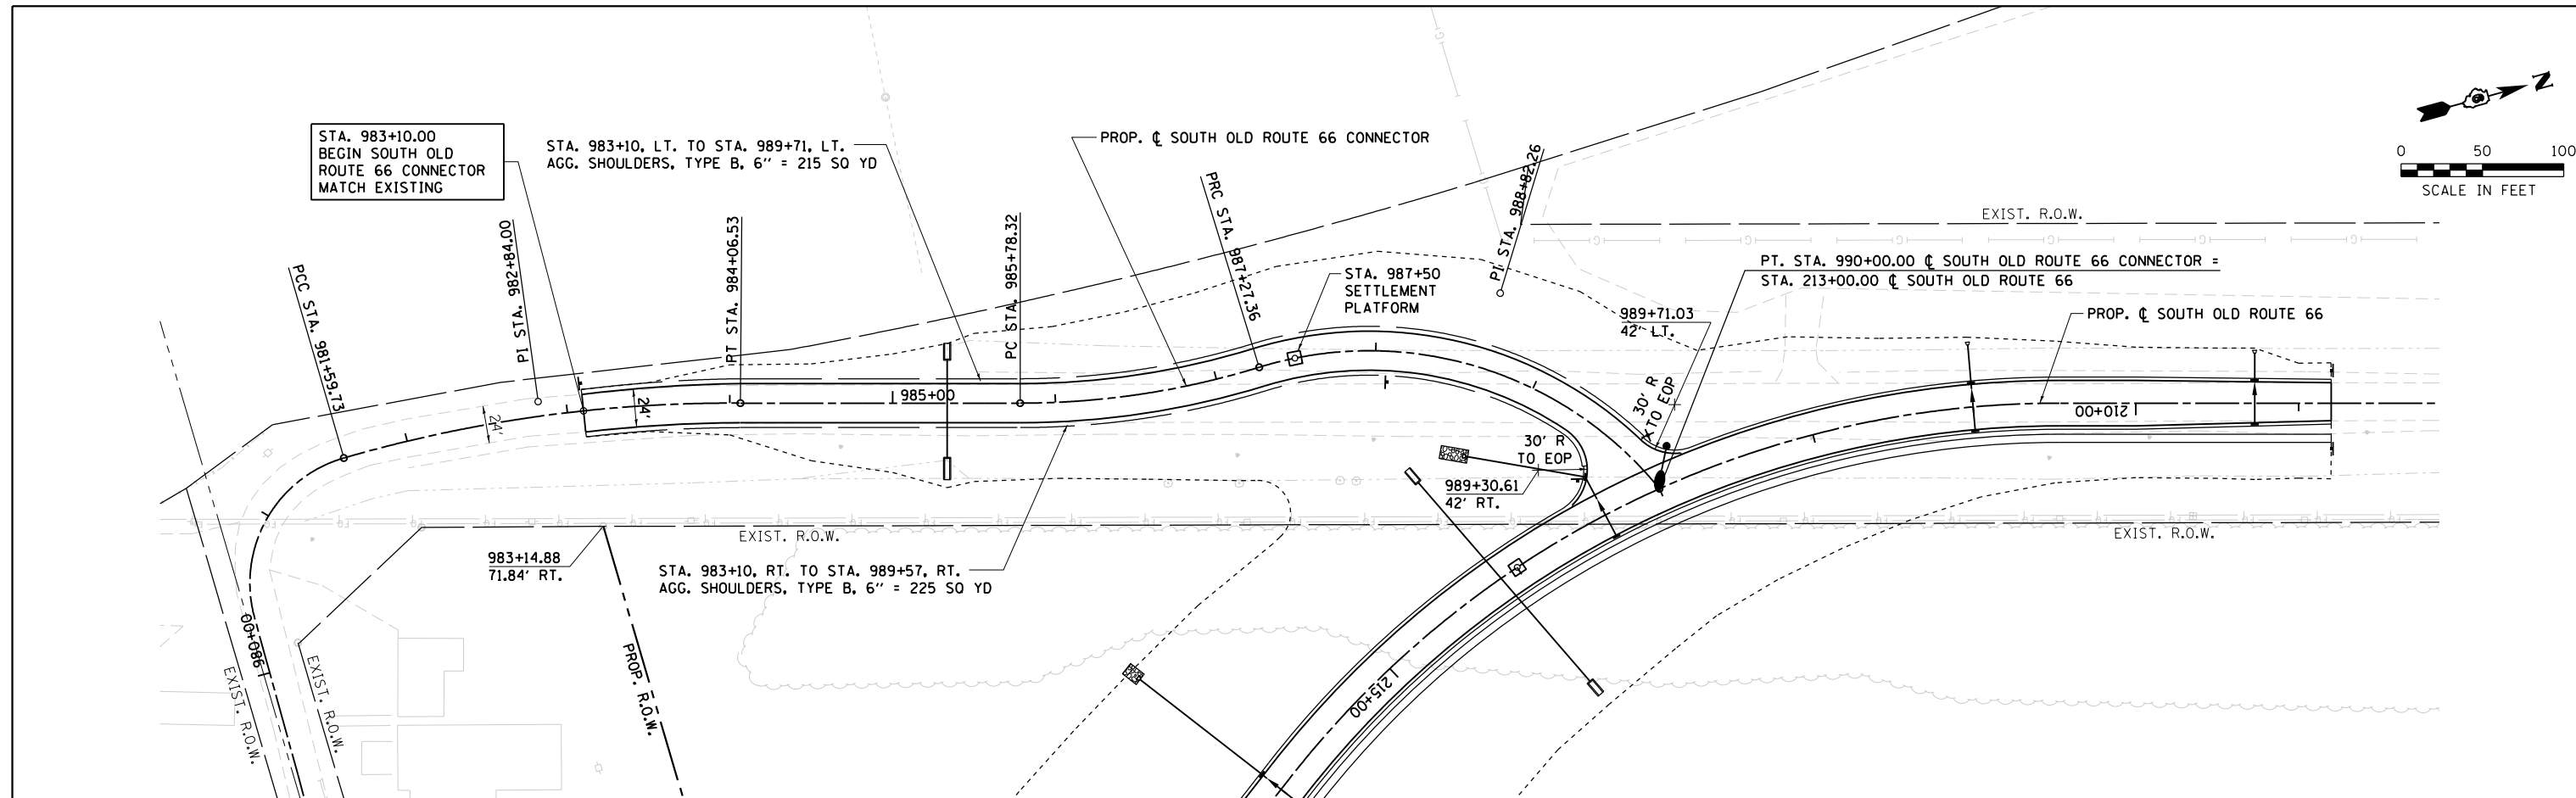 STA. 983+10.00
BEGIN SOUTH OLD
ROUTE 66 CONNECTOR
MATCH EXISTING
STA. 983+10, LT. TO STA. 989+71, LT.
AGG. SHOULDERS, TYPE B, 6'' = 215 SQ YD
PROP. ℄ SOUTH OLD ROUTE 66 CONNECTOR
N
0 50 100
SCALE IN FEET
PCC STA. 981+59.73
PI STA. 982+84.00
PT STA. 984+06.53
PC STA. 985+78.32
PRC STA. 987+27.36
PI STA. 988+82.26
EXIST. R.O.W.
STA. 987+50
SETTLEMENT
PLATFORM
PT. STA. 990+00.00 ℄ SOUTH OLD ROUTE 66 CONNECTOR =
STA. 213+00.00 ℄ SOUTH OLD ROUTE 66
989+71.03
42' LT.
PROP. ℄ SOUTH OLD ROUTE 66
24'
24'
985+00
30' R
TO EOP
210+00
30' R
TO EOP
989+30.61
42' RT.
EXIST. R.O.W.
EXIST. R.O.W.
983+14.88
71.84' RT.
STA. 983+10, RT. TO STA. 989+57, RT.
AGG. SHOULDERS, TYPE B, 6'' = 225 SQ YD
980+00
EXIST. R.O.W.
EXIST. R.O.W.
PROP. R.O.W.
215+00